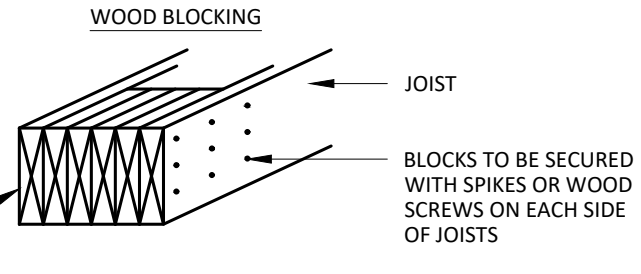 WOOD BLOCKING
JOIST
BLOCKS TO BE SECURED
WITH SPIKES OR WOOD
SCREWS ON EACH SIDE
OF JOISTS